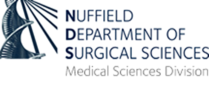 NUFFIELD
DEPARTMENT OF
SURGICAL SCIENCES
Medical Sciences Division